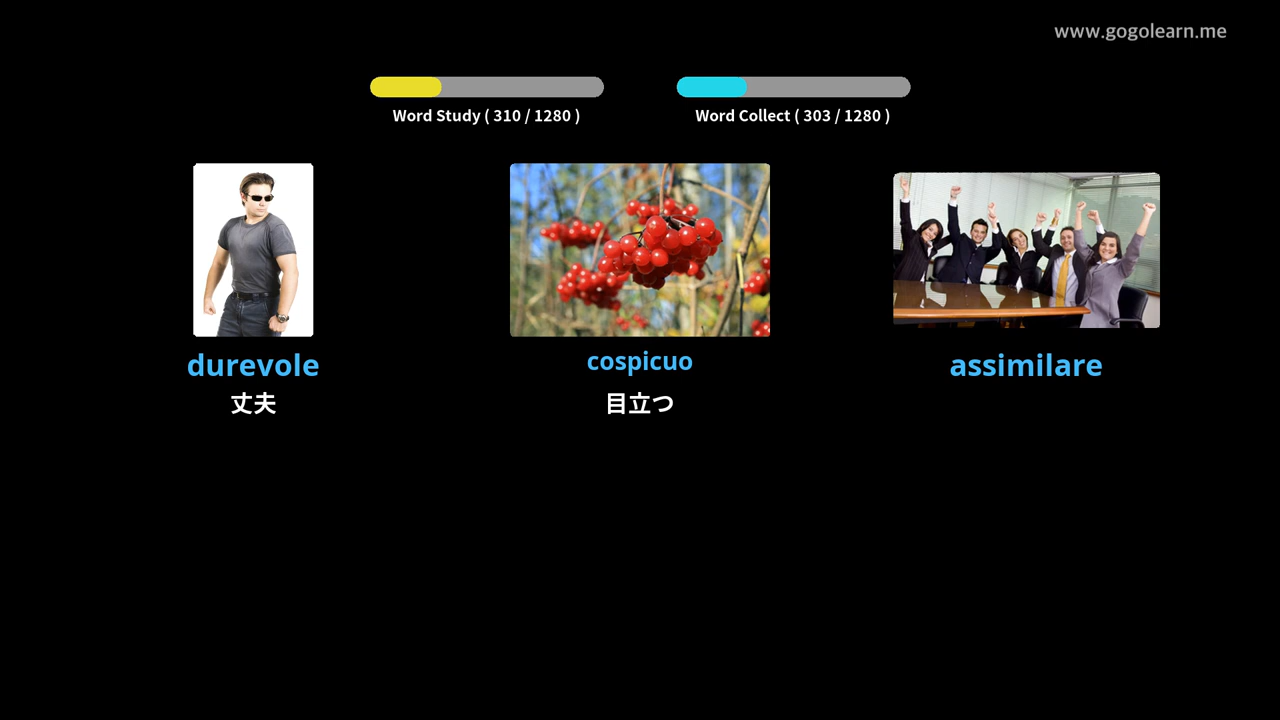 www.gogolearn.me
Word Study ( 310 / 1280 )
Word Collect ( 303 / 1280 )
durevole
丈夫
cospicuo
目立つ
assimilare